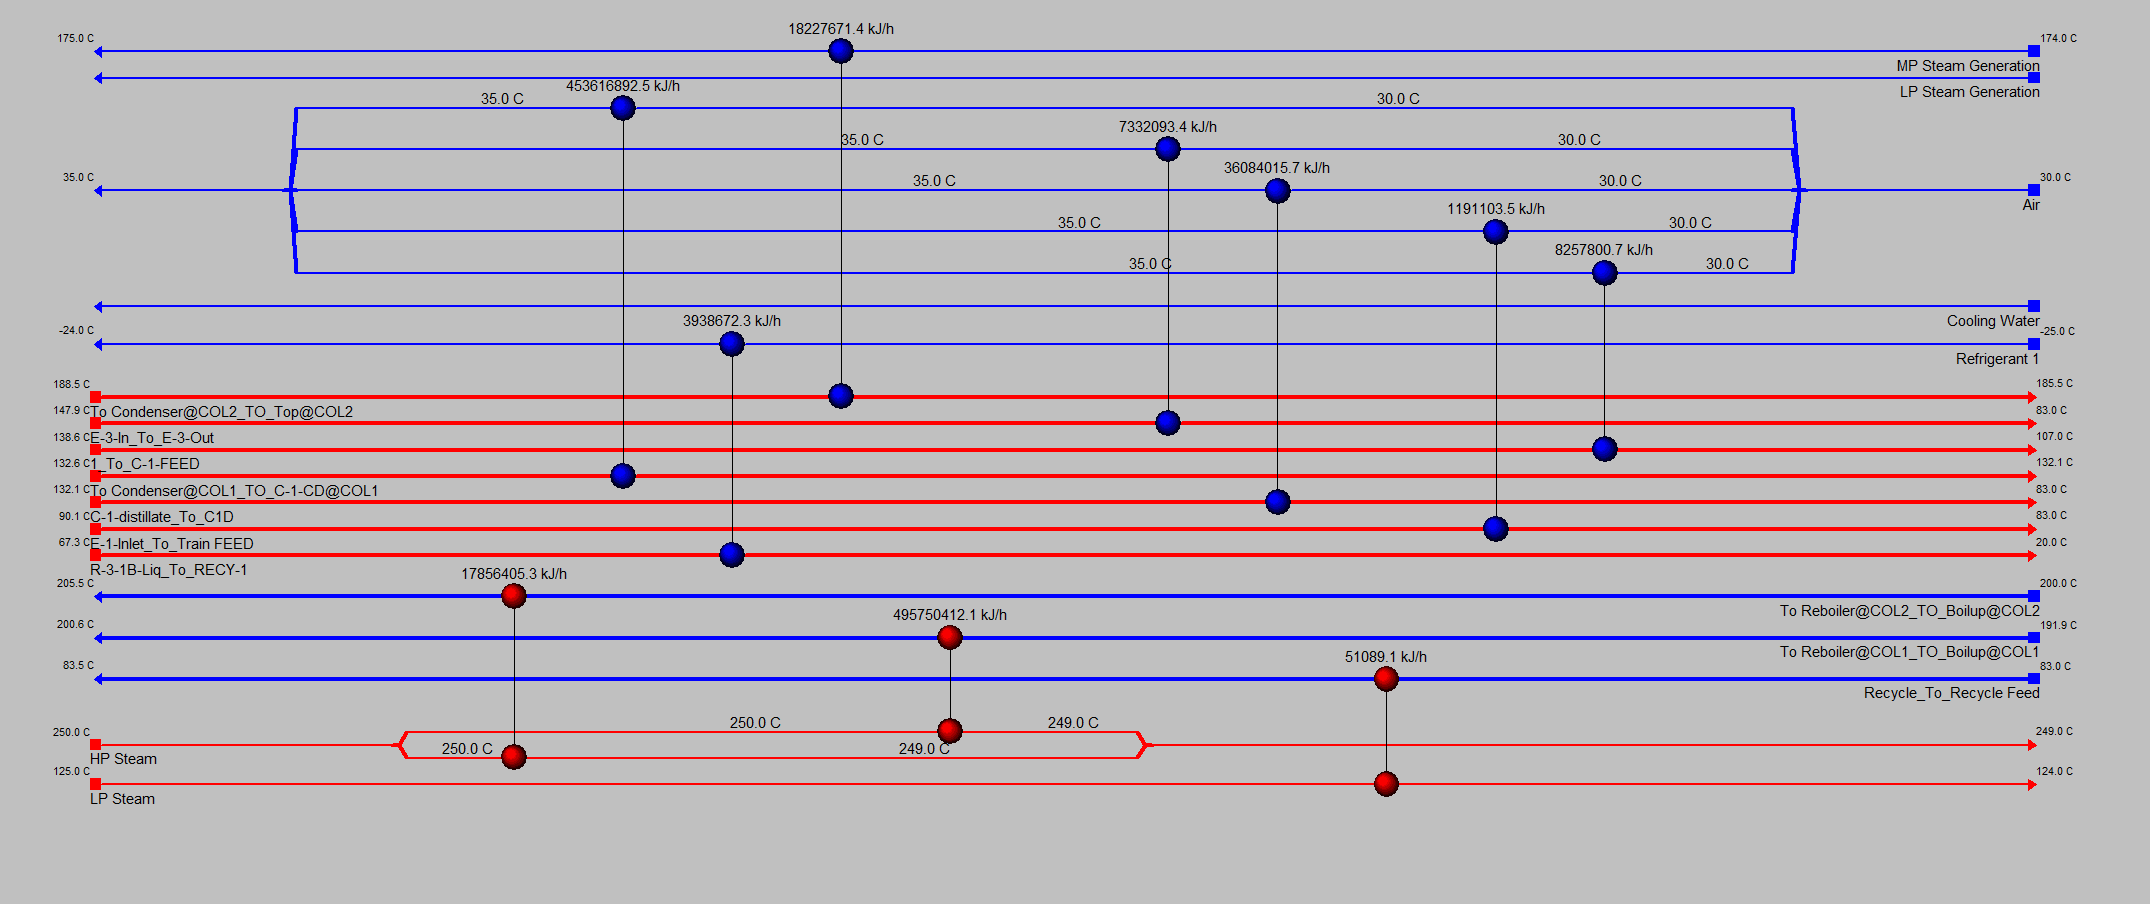 18227671.4 kJ/h
175.0 C
174.0 C
MP Steam Generation
453616892.5 kJ/h
LP Steam Generation
35.0 C
30.0 C
7332093.4 kJ/h
35.0 C
30.0 C
36084015.7 kJ/h
35.0 C
35.0 C
30.0 C
30.0 C
Air
1191103.5 kJ/h
35.0 C
30.0 C
8257800.7 kJ/h
35.0 C
30.0 C
3938672.3 kJ/h
Cooling Water
-24.0 C
-25.0 C
Refrigerant 1
188.5 C
185.5 C
To Condenser@COL2_TO_Top@COL2
147.9 C
83.0 C
E-3-In_To_E-3-Out
138.6 C
107.0 C
1_To_C-1-FEED
132.6 C
132.1 C
To Condenser@COL1_TO_C-1-CD@COL1
132.1 C
83.0 C
C-1-distillate_To_C1D
90.1 C
83.0 C
E-1-Inlet_To_Train FEED
67.3 C
20.0 C
R-3-1B-Liq_To_RECY-1
17856405.3 kJ/h
205.5 C
200.0 C
To Reboiler@COL2_TO_Boilup@COL2
495750412.1 kJ/h
200.6 C
191.9 C
To Reboiler@COL1_TO_Boilup@COL1
51089.1 kJ/h
83.5 C
83.0 C
Recycle_To_Recycle Feed
250.0 C
249.0 C
250.0 C
249.0 C
250.0 C
249.0 C
HP Steam
125.0 C
124.0 C
LP Steam